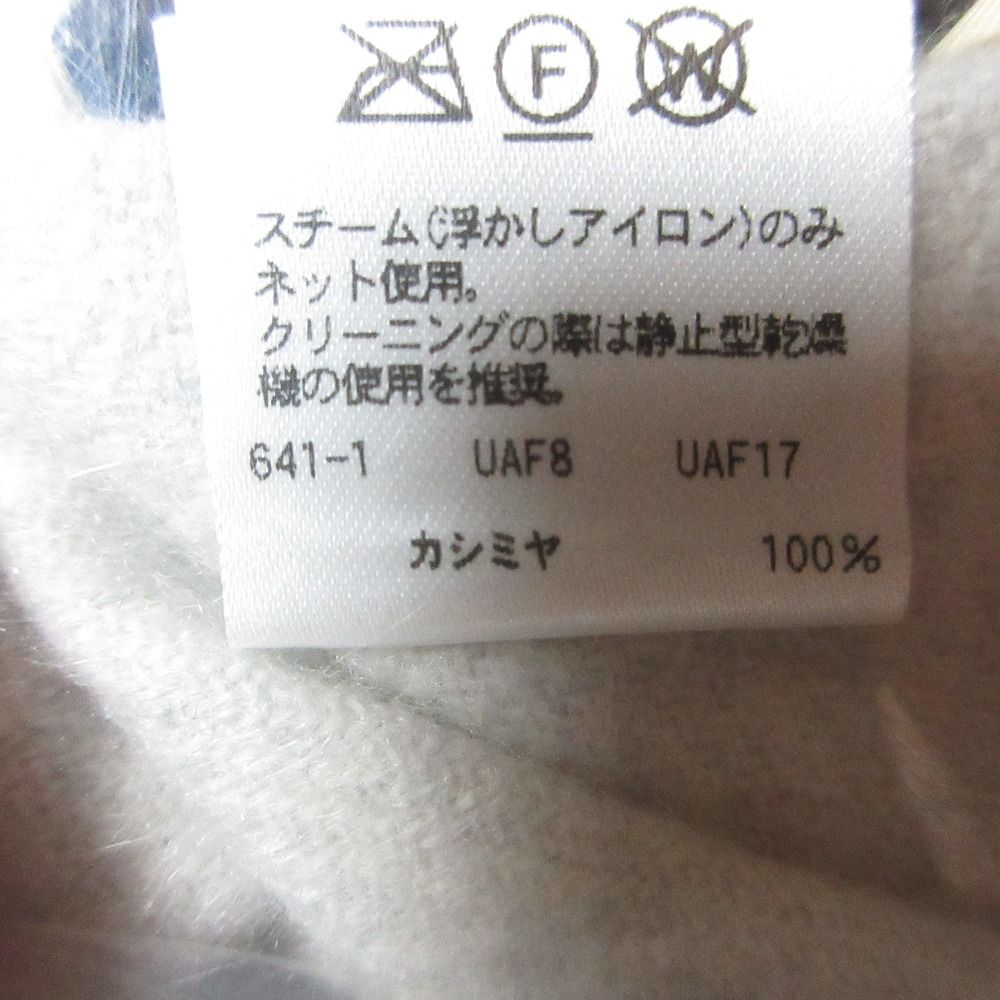 F W
スチーム(浮かしアイロン)のみ
ネット使用。
クリーニングの際は静止型乾燥
機の使用を推奨。
641-1 UAF8 UAF17
カシミヤ 100%